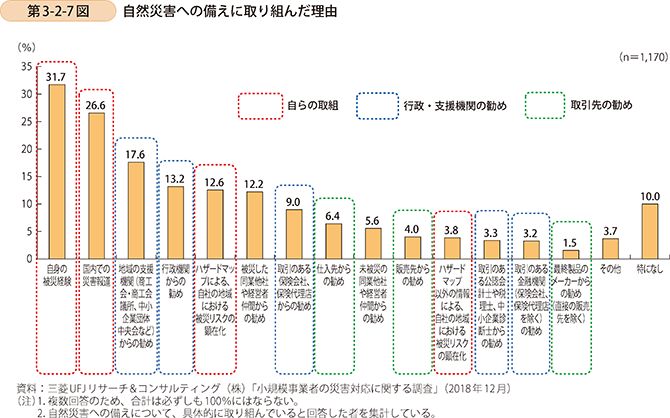 第3-2-7図 自然災害への備えに取り組んだ理由
(%)
(n=1,170)
35
30
25
20
15
10
5
0
自らの取組
行政・支援機関の勧め
取引先の勧め
31.7
26.6
17.6
13.2
12.6
12.2
9.0
6.4
5.6
4.0
3.8
3.3
3.2
1.5
3.7
10.0
自身の
被災経験
国内での
災害報道
地域の支援
機関（商工
会・商工会
議所、中小
企業団体
中央会など）
からの勧め
行政機関
からの
勧め
ハザードマッ
プによる、
自社の地域
における
被災リスクの
顕在化
被災した
同業他社
や経営者
仲間から
の勧め
取引のある
保険会社、
保険代理店
からの勧め
仕入先から
の勧め
未被災の
同業他社
や経営者
仲間から
の勧め
販売先から
の勧め
ハザード
マップ
以外の情報
による、
自社の地域
における
被災リスク
の顕在化
取引のあ
る公認会
計士や税
理士、中
小企業診
断士から
の勧め
取引のある
金融機関
（保険会社、
保険代理店
を除く）の
勧め
最終製品の
メーカーから
の勧め
（直接の販売
先を除く）
その他
特になし
資料：三菱UFJリサーチ＆コンサルティング（株）「小規模事業者の災害対応に関する調査」（2018年12月）
（注）1. 複数回答のため、合計は必ずしも100％にはならない。
2. 自然災害への備えについて、具体的に取り組んでいると回答した者を集計している。